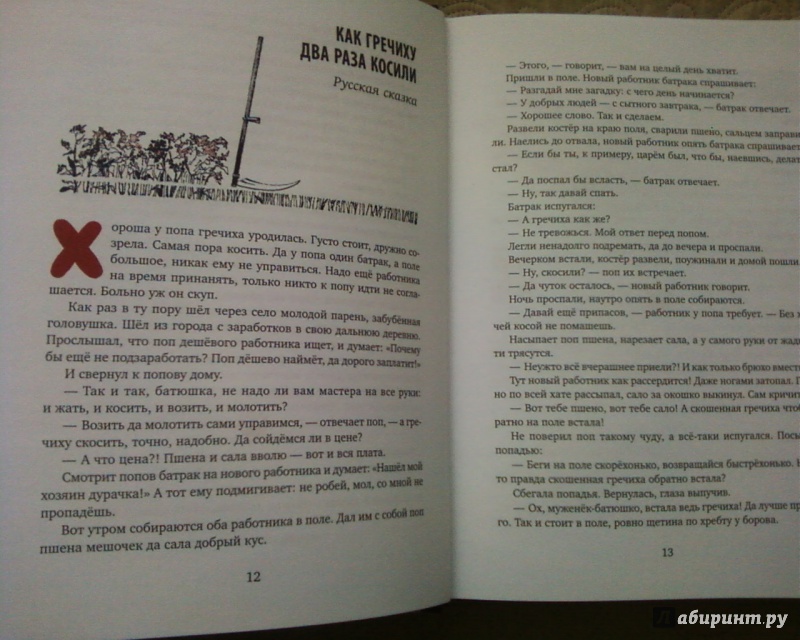 КАК ГРЕЧИХУ
ДВА РАЗА КОСИЛИ
Русская сказка
Хороша у попа гречиха уродилась. Густо стоит, дружно со-
зрела. Самая пора косить. Да у попа один батрак, а поле
большое, никак ему не управиться. Надо ещё работника
на время принанять, только никто к попу идти не согла-
шается. Больно уж он скуп.
Как раз в ту пору шёл через село молодой парень, забубённая
головушка. Шёл из города с заработков в свою дальнюю деревню.
Прослышал, что поп дешёвого работника ищет, и думает: «Почему
бы ещё не подзаработать? Поп дёшево наймёт, да дорого заплатит!»
И свернул к попову дому.
— Так и так, батюшка, не надо ли вам мастера на все руки:
и жать, и косить, и возить, и молотить?
— Возить да молотить сами управимся, — отвечает поп, — а гре-
чиху скосить, точно, надобно. Да сойдёмся ли в цене?
— А что цена?! Пшена и сала вволю — вот и вся плата.
Смотрит попов батрак на нового работника и думает: «Нашёл мой
хозяин дурачка!» А тот ему подмигивает: не робей, мол, со мной не
пропадёшь.
Вот утром собираются оба работника в поле. Дал им с собой поп
пшена мешочек да сала добрый кус.
12
— Этого, — говорит, — вам на целый день хватит.
Пришли в поле. Новый работник батрака спрашивает:
— Разгадай мне загадку: с чего день начинается?
— У добрых людей — с сытного завтрака, — батрак отвечает.
— Хорошее слово. Так и сделаем.
Развели костёр на краю поля, сварили пшено, сальцем заправи
ли. Наелись до отвала, новый работник опять батрака спрашивает
— Если бы ты, к примеру, царём был, что бы, наевшись, делат
стал?
— Да поспал бы всласть, — батрак отвечает.
— Ну, так давай спать.
Батрак испугался:
— А гречиха как же?
— Не тревожься. Мой ответ перед попом.
Легли ненадолго подремать, да до вечера и проспали.
Вечерком встали, костёр развели, поужинали и домой пошли.
— Ну, скосили? — поп их встречает.
— Да чуток осталось, — новый работник говорит.
Ночь проспали, наутро опять в поле собираются.
— Давай ещё припасов, — работник у попа требует. — Без х
чей косой не помашешь.
Насыпает поп пшена, нарезает сала, а у самого руки от жад
ти трясутся.
— Неужто всё вчерашнее приели?! И как только брюхо вмест
Тут новый работник как рассердится! Даже ногами затопал. П
но по всей хате рассыпал, сало за окошко выкинул. Сам кричит
— Вот тебе пшено, вот тебе сало! А скошенная гречиха чтоб
ратно на поле встала!
Не поверил поп такому чуду, а всё-таки испугался. Посы
попадью:
— Беги на поле скорёхонько, возвращайся быстрёхонько. Н
то правда скошенная гречиха обратно встала?
Сбегала попадья. Вернулась, глаза выпучив.
— Ох, муженёк-батюшко, встала ведь гречиха! Да лучше пр
го. Так и стоит в поле, ровно щетина по хребту у борова.
13
лабиринт.ру